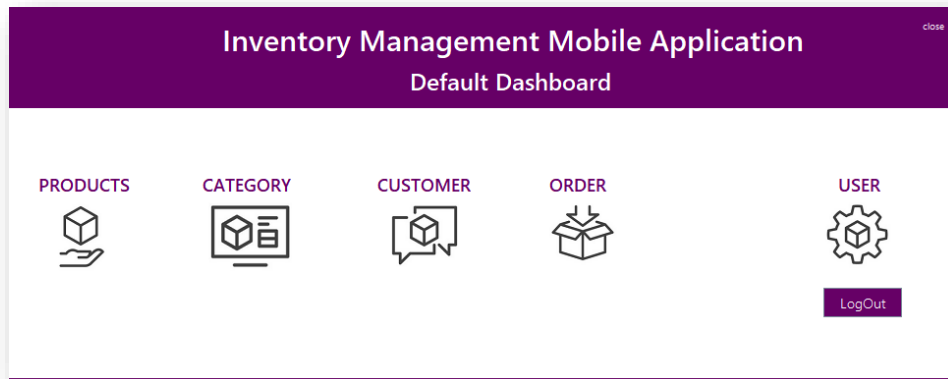 close
Inventory Management Mobile Application
Default Dashboard
PRODUCTS CATEGORY CUSTOMER ORDER USER
LogOut